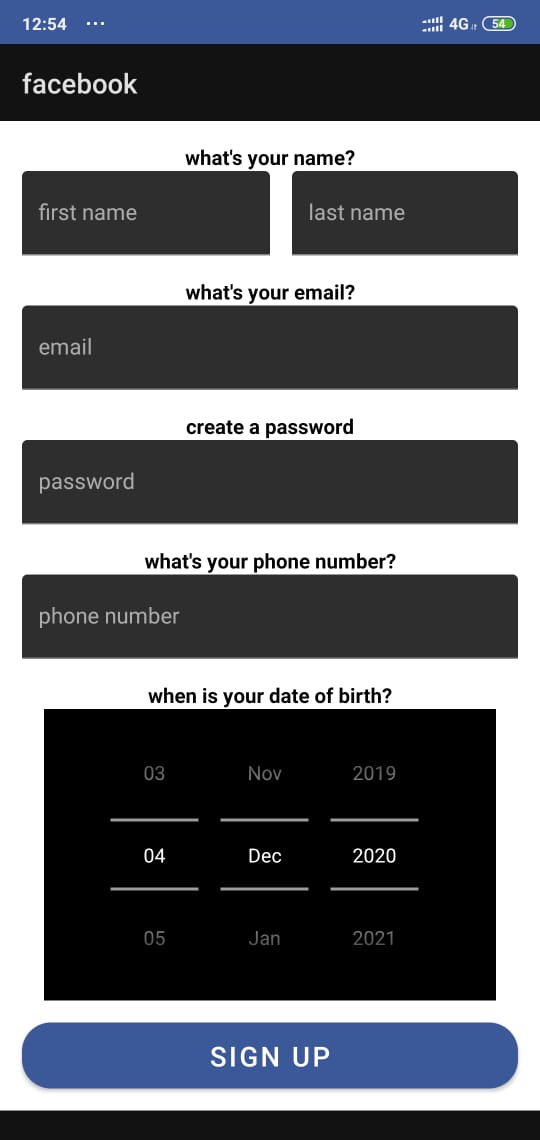 12:54 ... 4G 54
facebook
what's your name?
first name last name
what's your email?
email
create a password
password
what's your phone number?
phone number
when is your date of birth?
03 Nov 2019
04 Dec 2020
05 Jan 2021
SIGN UP